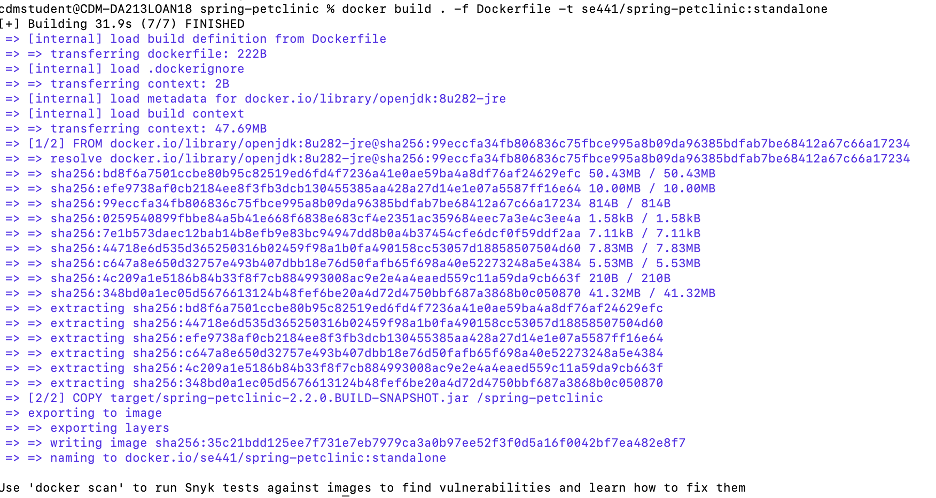 cdmstudent@CDM-DA213LOAN18 spring-petclinic % docker build . -f Dockerfile -t se441/spring-petclinic:standalone
[+] Building 31.9s (7/7) FINISHED
=> [internal] load build definition from Dockerfile
=> => transferring dockerfile: 222B
=> [internal] load .dockerignore
=> => transferring context: 2B
=> [internal] load metadata for docker.io/library/openjdk:8u282-jre
=> [internal] load build context
=> => transferring context: 47.69MB
=> [1/2] FROM docker.io/library/openjdk:8u282-jre@sha256:99eccfa34fb806836c75fbce995a8b09da96385bdfab7be68412a67c66a17234
=> => resolve docker.io/library/openjdk:8u282-jre@sha256:99eccfa34fb806836c75fbce995a8b09da96385bdfab7be68412a67c66a17234
=> => sha256:bd8f6a7501ccbe80b95c82519ed6fd4f7236a41e0ae59ba4a8df76af24629efc 50.43MB / 50.43MB
=> => sha256:efe9738af0cb2184ee8f3fb3dcb130455385aa428a27d14e1e07a5587ff16e64 10.00MB / 10.00MB
=> => sha256:99eccfa34fb806836c75fbce995a8b09da96385bdfab7be68412a67c66a17234 814B / 814B
=> => sha256:0259540899fbbe84a5b41e668f6838e683cf4e2351ac359684eec7a3e4c3ee4a 1.58kB / 1.58kB
=> => sha256:7e1b573daec12bab14b8efb9e83bc94947dd8b0a4b37454cfe6dcf0f59ddf2aa 7.11kB / 7.11kB
=> => sha256:44718e6d535d365250316b02459f98a1b0fa490158cc53057d18858507504d60 7.83MB / 7.83MB
=> => sha256:c647a8e650d32757e493b407dbb18e76d50fafb65f698a40e52273248a5e4384 5.53MB / 5.53MB
=> => sha256:4c209a1e5186b84b33f8f7cb884993008ac9e2e4a4eaed559c11a59da9cb663f 210B / 210B
=> => sha256:348bd0a1ec05d5676613124b48fef6be20a4d72d4750bbf687a3868b0c050870 41.32MB / 41.32MB
=> => extracting sha256:bd8f6a7501ccbe80b95c82519ed6fd4f7236a41e0ae59ba4a8df76af24629efc
=> => extracting sha256:44718e6d535d365250316b02459f98a1b0fa490158cc53057d18858507504d60
=> => extracting sha256:efe9738af0cb2184ee8f3fb3dcb130455385aa428a27d14e1e07a5587ff16e64
=> => extracting sha256:c647a8e650d32757e493b407dbb18e76d50fafb65f698a40e52273248a5e4384
=> => extracting sha256:4c209a1e5186b84b33f8f7cb884993008ac9e2e4a4eaed559c11a59da9cb663f
=> => extracting sha256:348bd0a1ec05d5676613124b48fef6be20a4d72d4750bbf687a3868b0c050870
=> [2/2] COPY target/spring-petclinic-2.2.0.BUILD-SNAPSHOT.jar /spring-petclinic
=> exporting to image
=> => exporting layers
=> => writing image sha256:35c21bdd125ee7f731e7eb7979ca3a0b97ee52f3f0d5a16f0042bf7ea482e8f7
=> => naming to docker.io/se441/spring-petclinic:standalone
Use 'docker scan' to run Snyk tests against images to find vulnerabilities and learn how to fix them